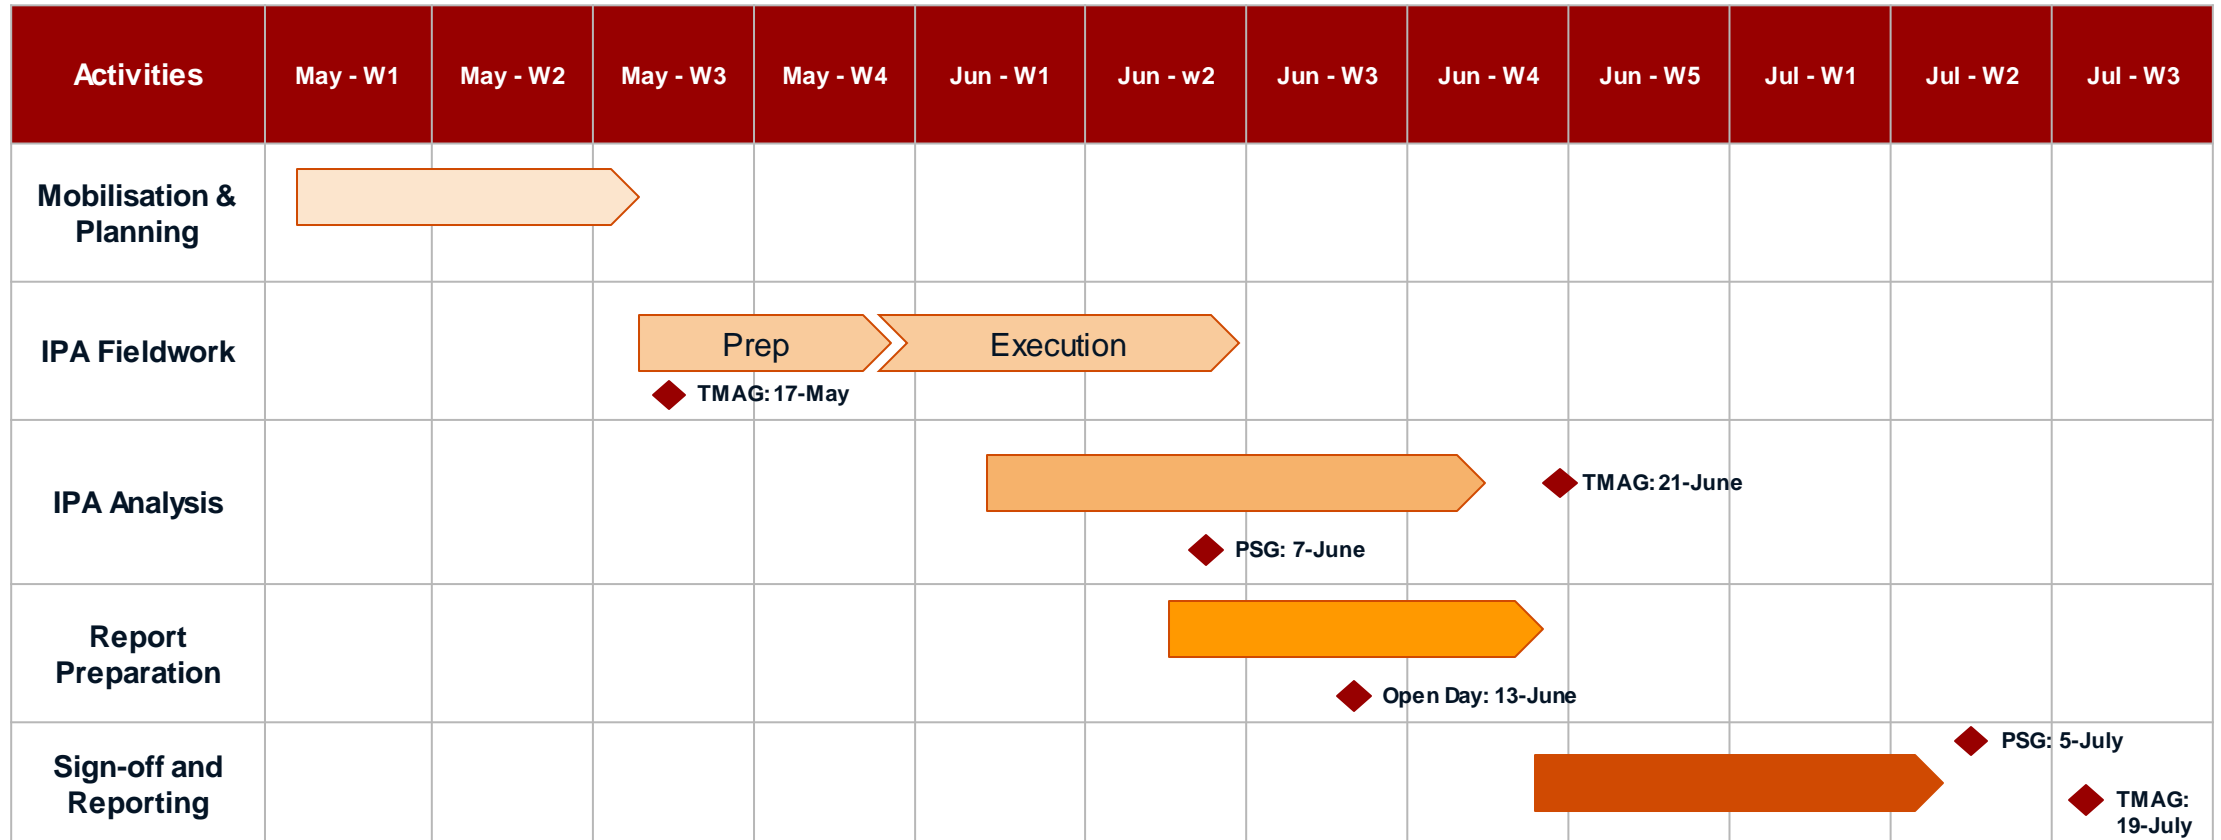 Activities
May - W1
May - W2
May - W3
May - W4
Jun - W1
Jun - w2
Jun - W3
Jun - W4
Jun - W5
Jul - W1
Jul - W2
Jul - W3
Mobilisation &
Planning
IPA Fieldwork
Prep
Execution
TMAG: 17-May
IPA Analysis
TMAG: 21-June
PSG: 7-June
Report
Preparation
Open Day: 13-June
Sign-off and
Reporting
PSG: 5-July
TMAG:
19-July